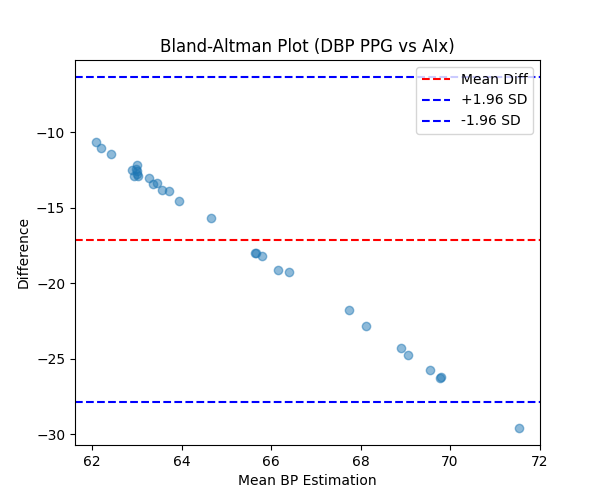 Bland-Altman Plot (DBP PPG vs AIx)
Mean Diff
+1.96 SD
-1.96 SD
Difference
−10
−15
−20
−25
−30
62
64
66
68
70
72
Mean BP Estimation